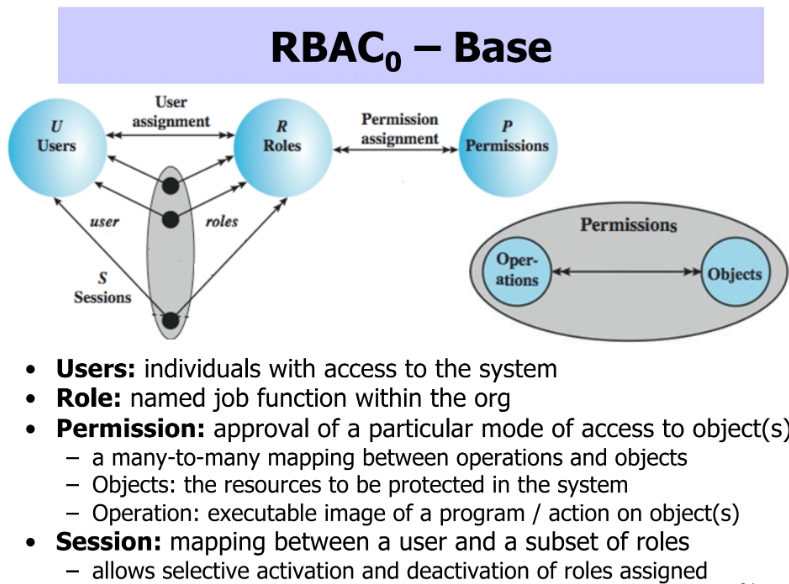 RBAC0 – Base
User
assignment
U
Users
R
Roles
Permission
assignment
P
Permissions
user
roles
S
Sessions
Permissions
Oper-
ations
Objects
• Users: individuals with access to the system
• Role: named job function within the org
• Permission: approval of a particular mode of access to object(s)
– a many-to-many mapping between operations and objects
– Objects: the resources to be protected in the system
– Operation: executable image of a program / action on object(s)
• Session: mapping between a user and a subset of roles
– allows selective activation and deactivation of roles assigned